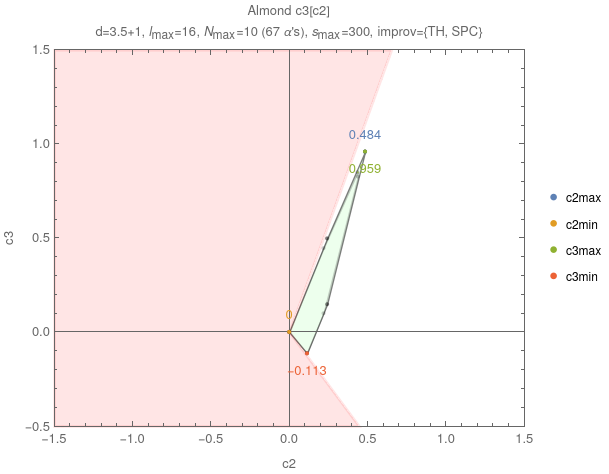 Almond c3[c2]
d=3.5+1, lmax=16, Nmax=10 (67 α's), smax=300, improv={TH, SPC}
1.5
1.0
0.5
0.0
−0.5
c3
0.484
0.959
0
−0.113
−1.5 −1.0 −0.5 0.0 0.5 1.0 1.5
c2
c2max
c2min
c3max
c3min